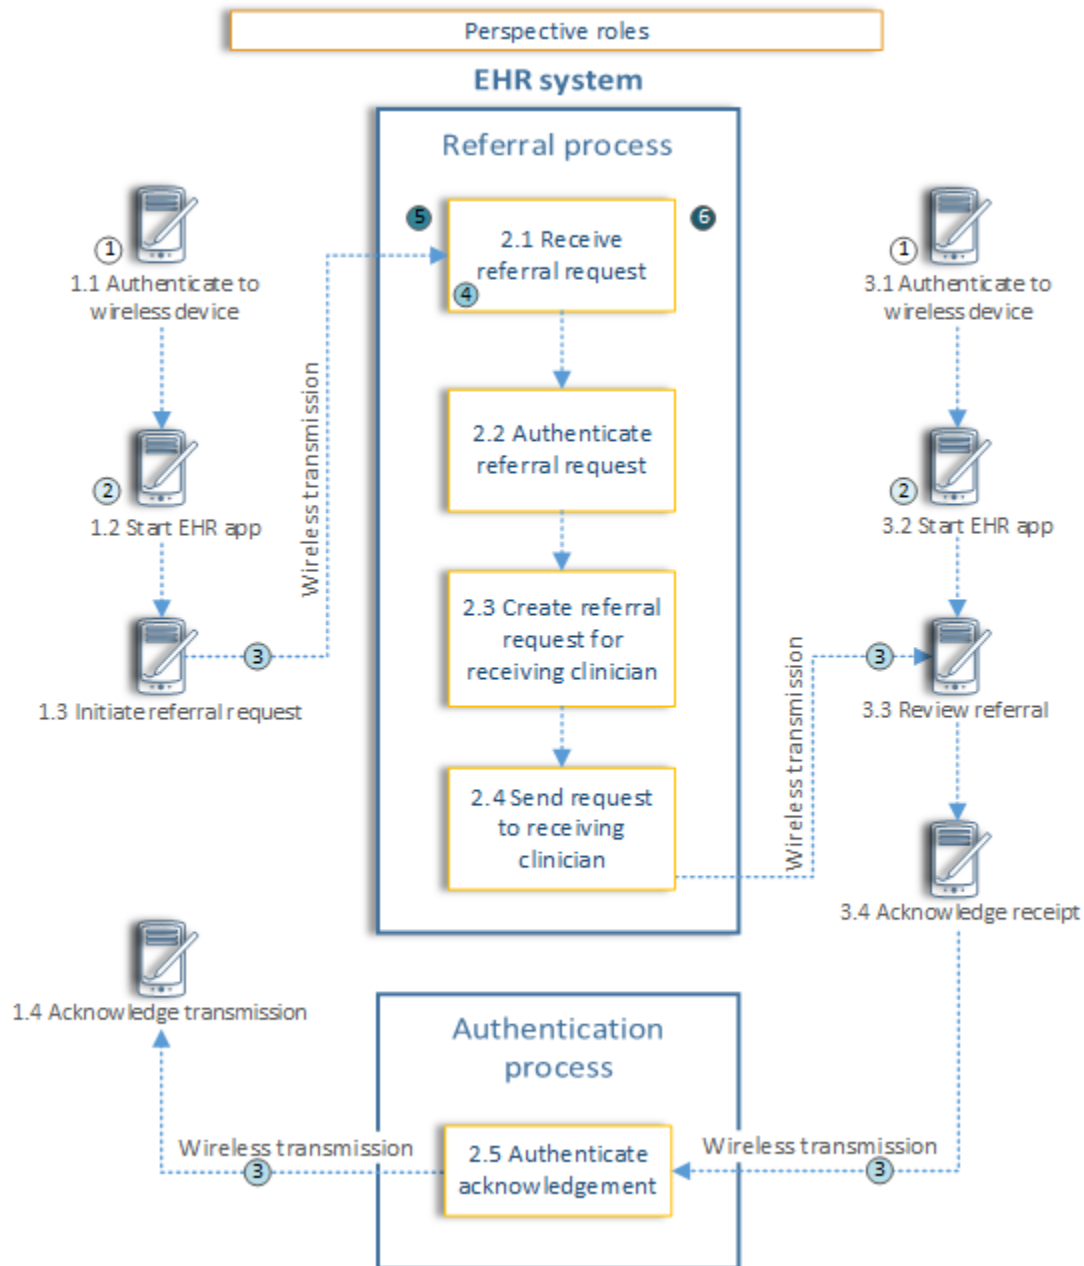 Perspective roles
EHR system
Referral process
5
6
2.1 Receive
referral request
4
1
1.1 Authenticate to
wireless device
1
3.1 Authenticate to
wireless device
Wireless transmission
2.2 Authenticate
referral request
2
1.2 Start EHR app
2
3.2 Start EHR app
2.3 Create referral
request for
receiving clinician
3
1.3 Initiate referral request
3
3.3 Review referral
Wireless transmission
2.4 Send request
to receiving
clinician
3.4 Acknowledge receipt
1.4 Acknowledge transmission
Authentication
process
Wireless transmission
3
2.5 Authenticate
acknowledgement
Wireless transmission
3